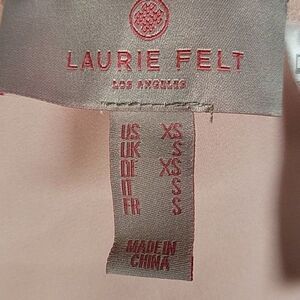 LAURIE FELT
LOS ANGELES
US XS
UK S
DE XS
IT S
FR S
MADE IN
CHINA